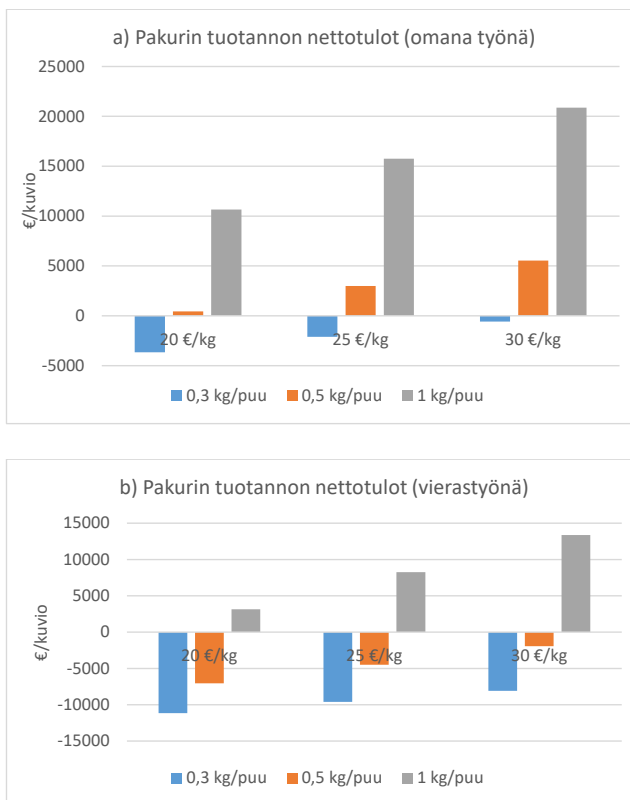 a) Pakurin tuotannon nettotulot (omana työnä)
25000
20000
15000
10000
5000
0
-5000
€/kuvio
20 €/kg 25 €/kg 30 €/kg
0,3 kg/puu 0,5 kg/puu 1 kg/puu
b) Pakurin tuotannon nettotulot (vierastyönä)
15000
10000
5000
0
-5000
-10000
-15000
€/kuvio
20 €/kg 25 €/kg 30 €/kg
0,3 kg/puu 0,5 kg/puu 1 kg/puu